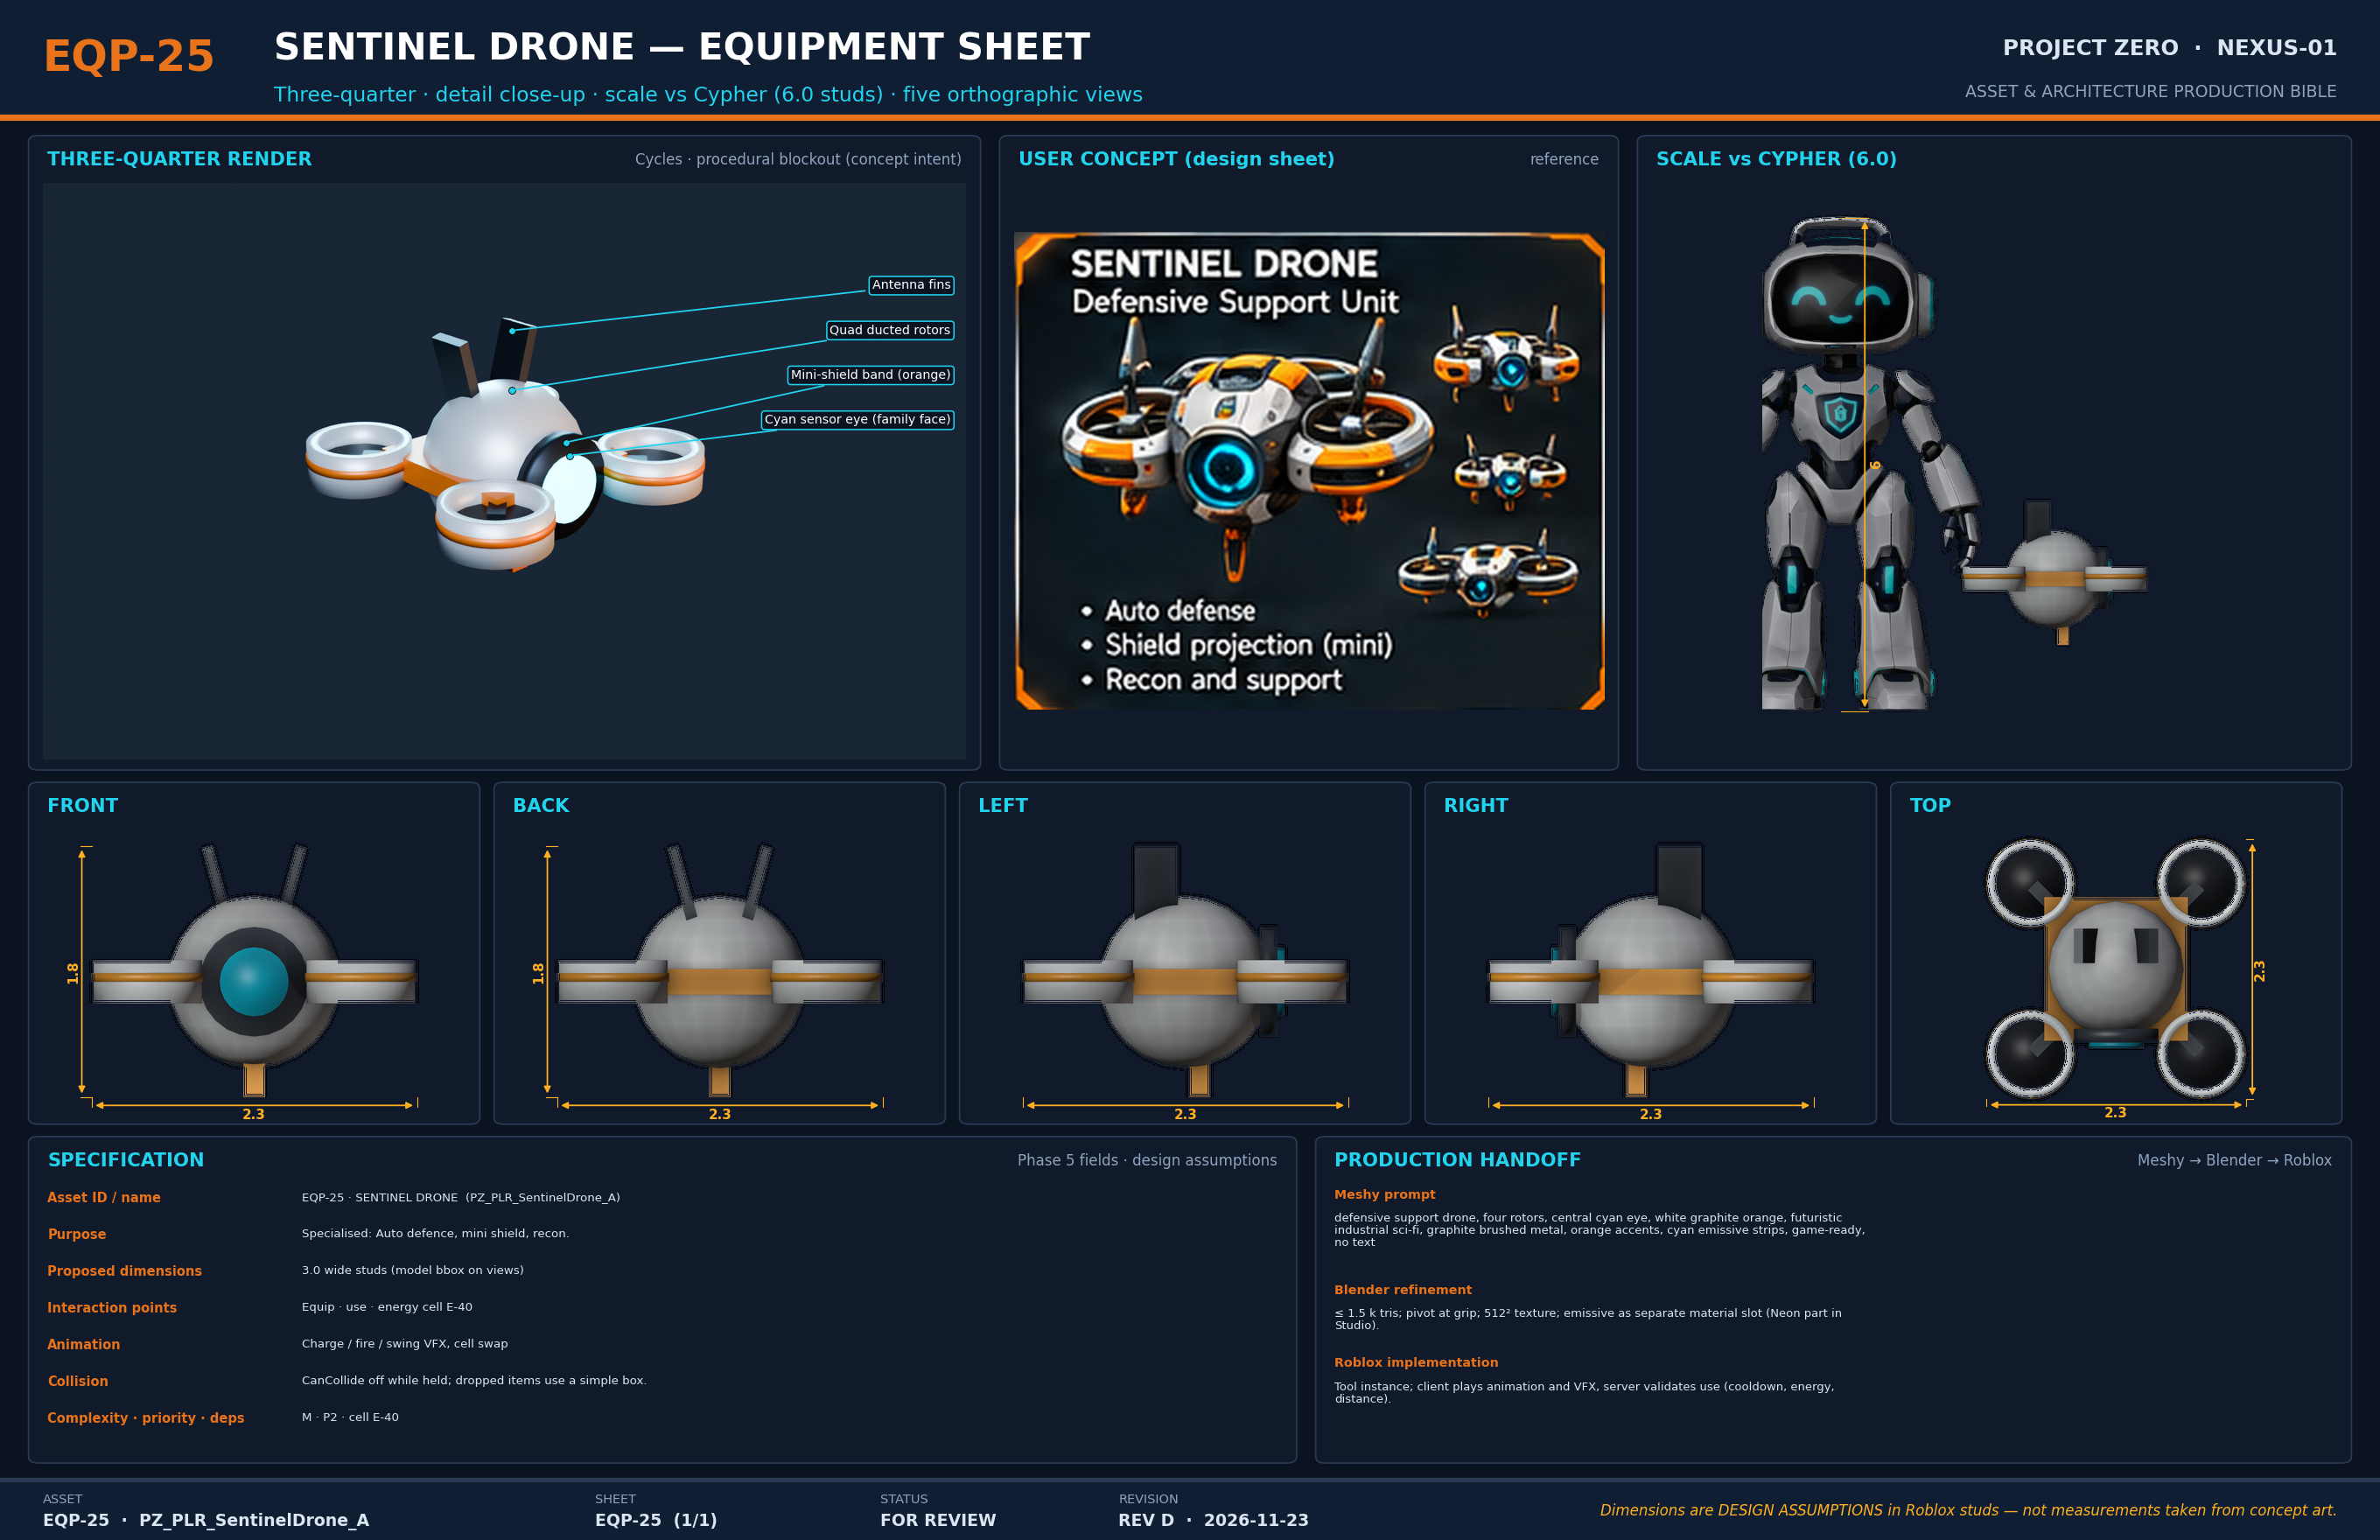 EQP-25
SENTINEL DRONE — EQUIPMENT SHEET
Three-quarter · detail close-up · scale vs Cypher (6.0 studs) · five orthographic views
PROJECT ZERO · NEXUS-01
ASSET & ARCHITECTURE PRODUCTION BIBLE
THREE-QUARTER RENDER
Cycles · procedural blockout (concept intent)
Antenna fins
Quad ducted rotors
Mini-shield band (orange)
Cyan sensor eye (family face)
USER CONCEPT (design sheet)
reference
SENTINEL DRONE
Defensive Support Unit
• Auto defense
• Shield projection (mini)
• Recon and support
SCALE vs CYPHER (6.0)
6
FRONT
1.8
2.3
BACK
1.8
2.3
LEFT
2.3
RIGHT
2.3
TOP
2.3
2.3
SPECIFICATION
Phase 5 fields · design assumptions
Asset ID / name
EQP-25 · SENTINEL DRONE (PZ_PLR_SentinelDrone_A)
Purpose
Specialised: Auto defence, mini shield, recon.
Proposed dimensions
3.0 wide studs (model bbox on views)
Interaction points
Equip · use · energy cell E-40
Animation
Charge / fire / swing VFX, cell swap
Collision
CanCollide off while held; dropped items use a simple box.
Complexity · priority · deps
M · P2 · cell E-40
PRODUCTION HANDOFF
Meshy → Blender → Roblox
Meshy prompt
defensive support drone, four rotors, central cyan eye, white graphite orange, futuristic
industrial sci-fi, graphite brushed metal, orange accents, cyan emissive strips, game-ready,
no text
Blender refinement
≤ 1.5 k tris; pivot at grip; 512² texture; emissive as separate material slot (Neon part in
Studio).
Roblox implementation
Tool instance; client plays animation and VFX, server validates use (cooldown, energy,
distance).
ASSET
EQP-25 · PZ_PLR_SentinelDrone_A
SHEET
EQP-25 (1/1)
STATUS
FOR REVIEW
REVISION
REV D · 2026-11-23
Dimensions are DESIGN ASSUMPTIONS in Roblox studs — not measurements taken from concept art.